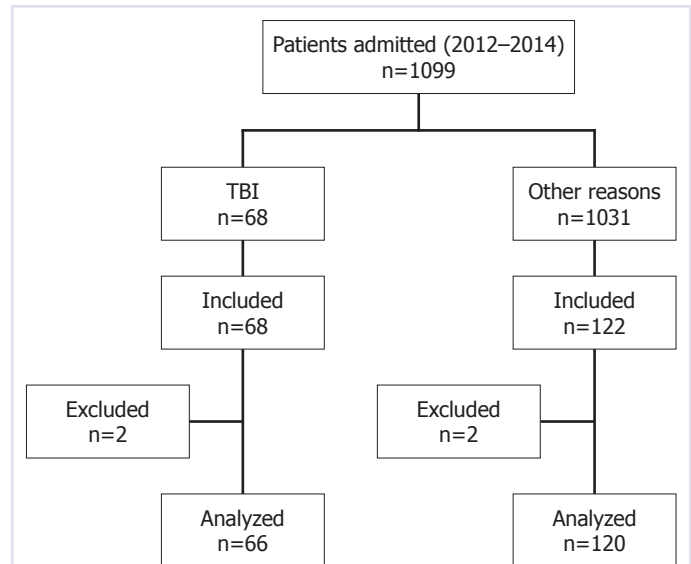 Patients admitted (2012–2014)
n=1099
TBI
n=68
Other reasons
n=1031
Included
n=68
Included
n=122
Excluded
n=2
Excluded
n=2
Analyzed
n=66
Analyzed
n=120